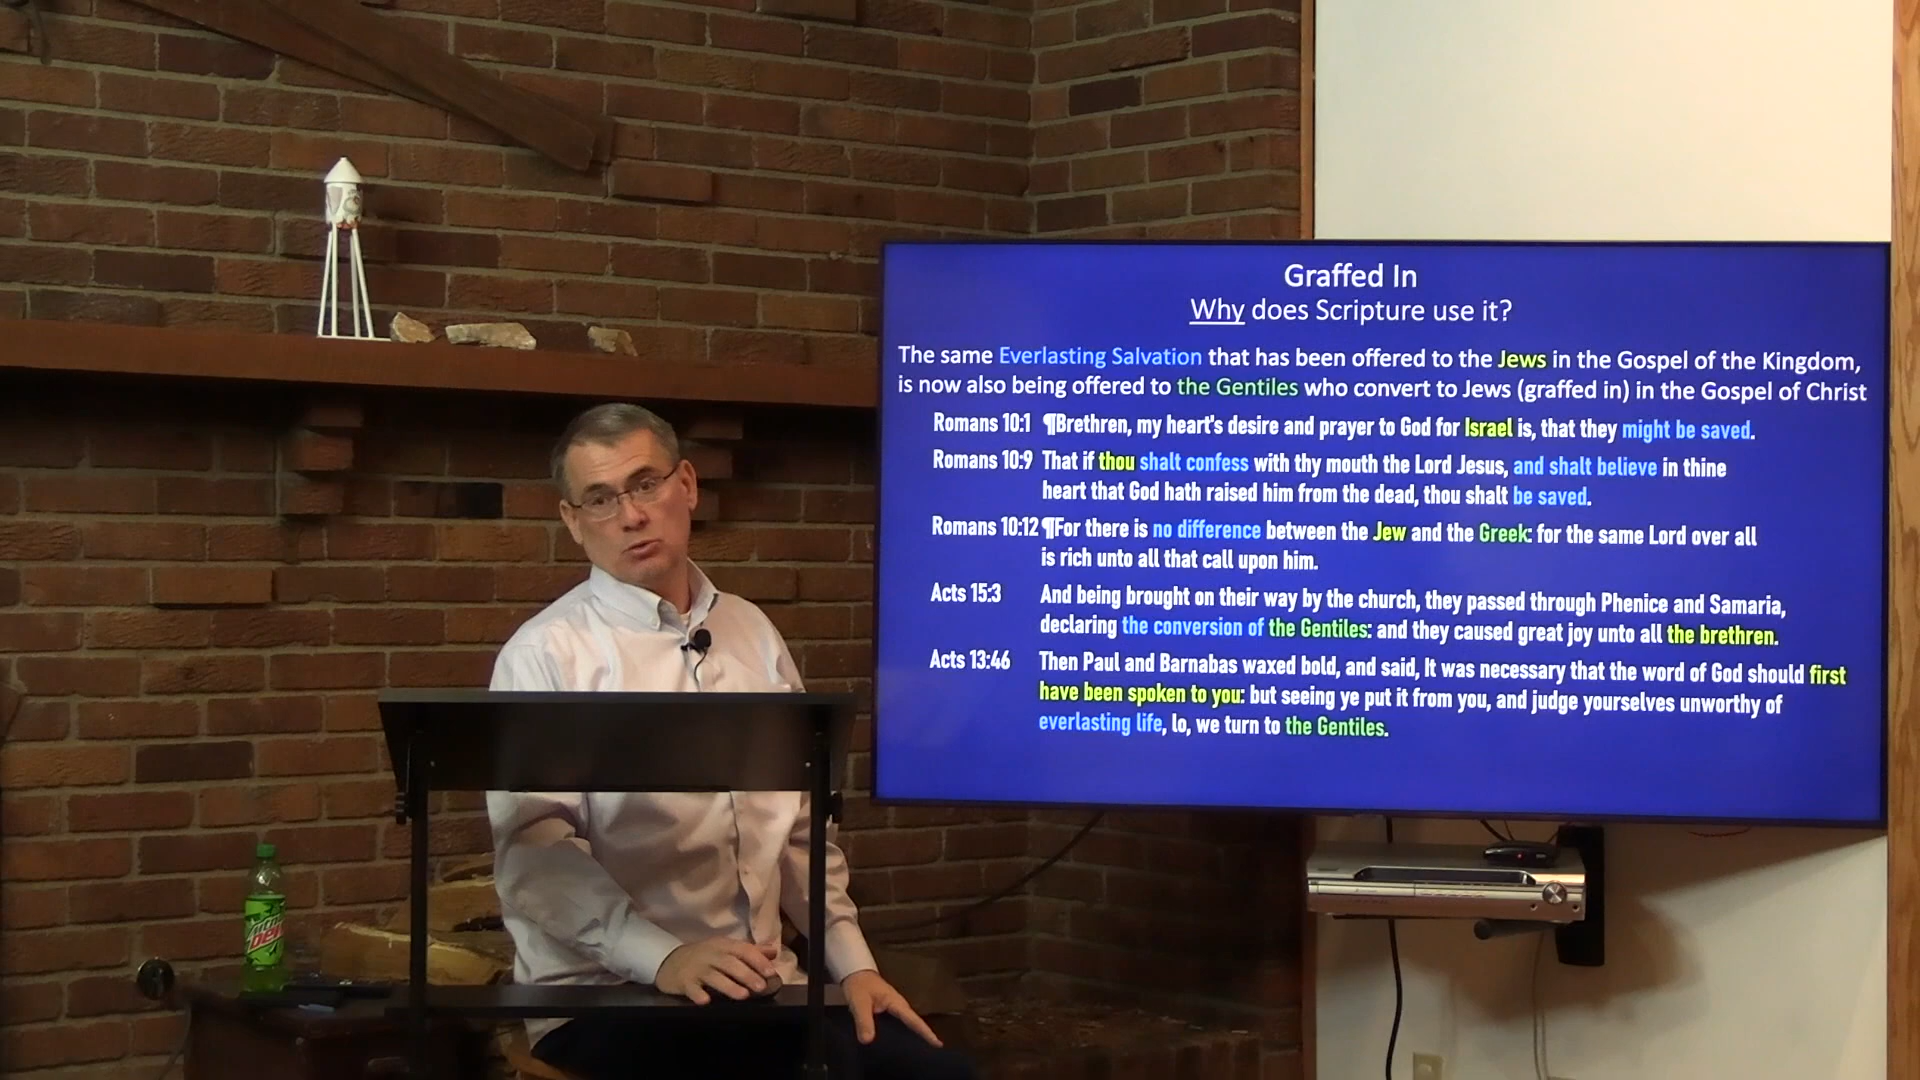 Graffed In
Why does Scripture use it?
The same Everlasting Salvation that has been offered to the Jews in the Gospel of the Kingdom,
is now also being offered to the Gentiles who convert to Jews (graffed in) in the Gospel of Christ
Romans 10:1 ¶Brethren, my heart's desire and prayer to God for Israel is, that they might be saved.
Romans 10:9 That if thou shalt confess with thy mouth the Lord Jesus, and shalt believe in thine
heart that God hath raised him from the dead, thou shalt be saved.
Romans 10:12 ¶For there is no difference between the Jew and the Greek: for the same Lord over all
is rich unto all that call upon him.
Acts 15:3 And being brought on their way by the church, they passed through Phenice and Samaria,
declaring the conversion of the Gentiles: and they caused great joy unto all the brethren.
Acts 13:46 Then Paul and Barnabas waxed bold, and said, It was necessary that the word of God should first
have been spoken to you: but seeing ye put it from you, and judge yourselves unworthy of
everlasting life, lo, we turn to the Gentiles.
Mtn
Dew